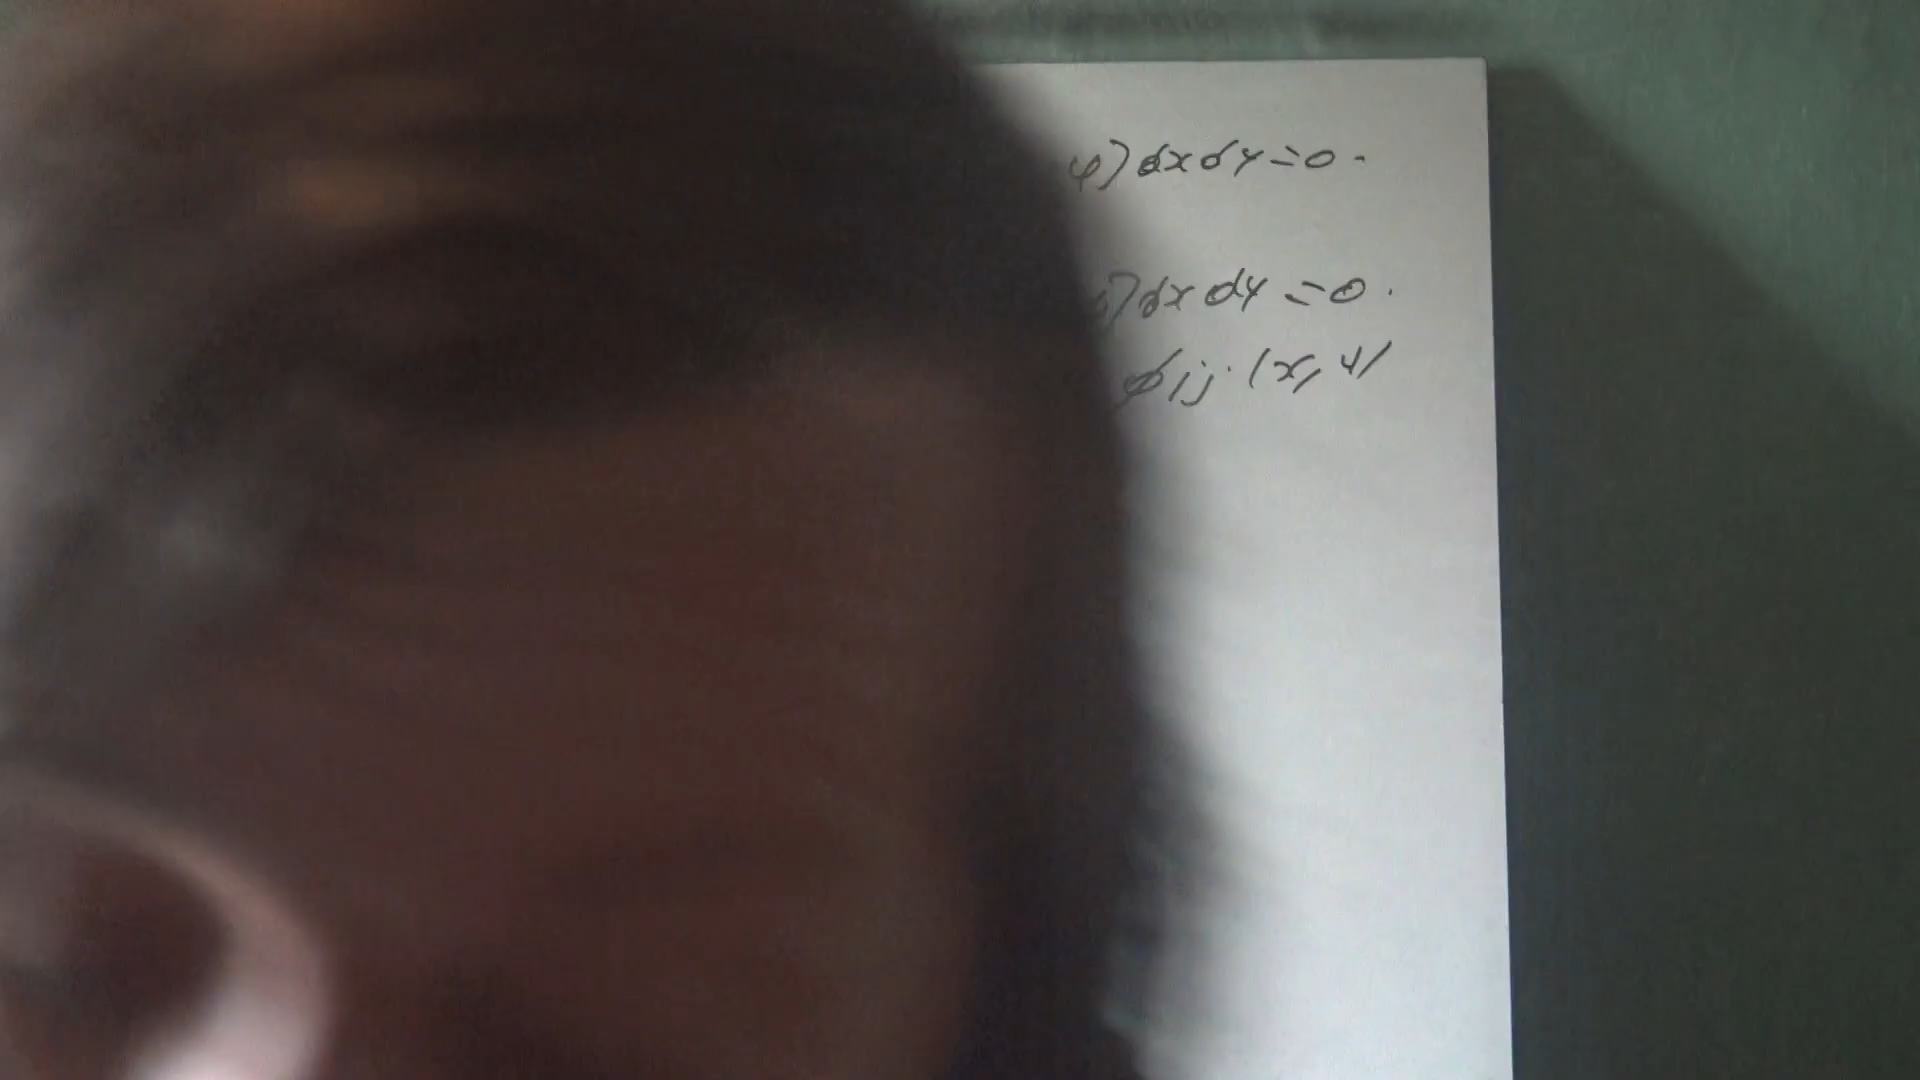 φ) dx dy = 0.
) dx dy = 0.
φij (x, y)